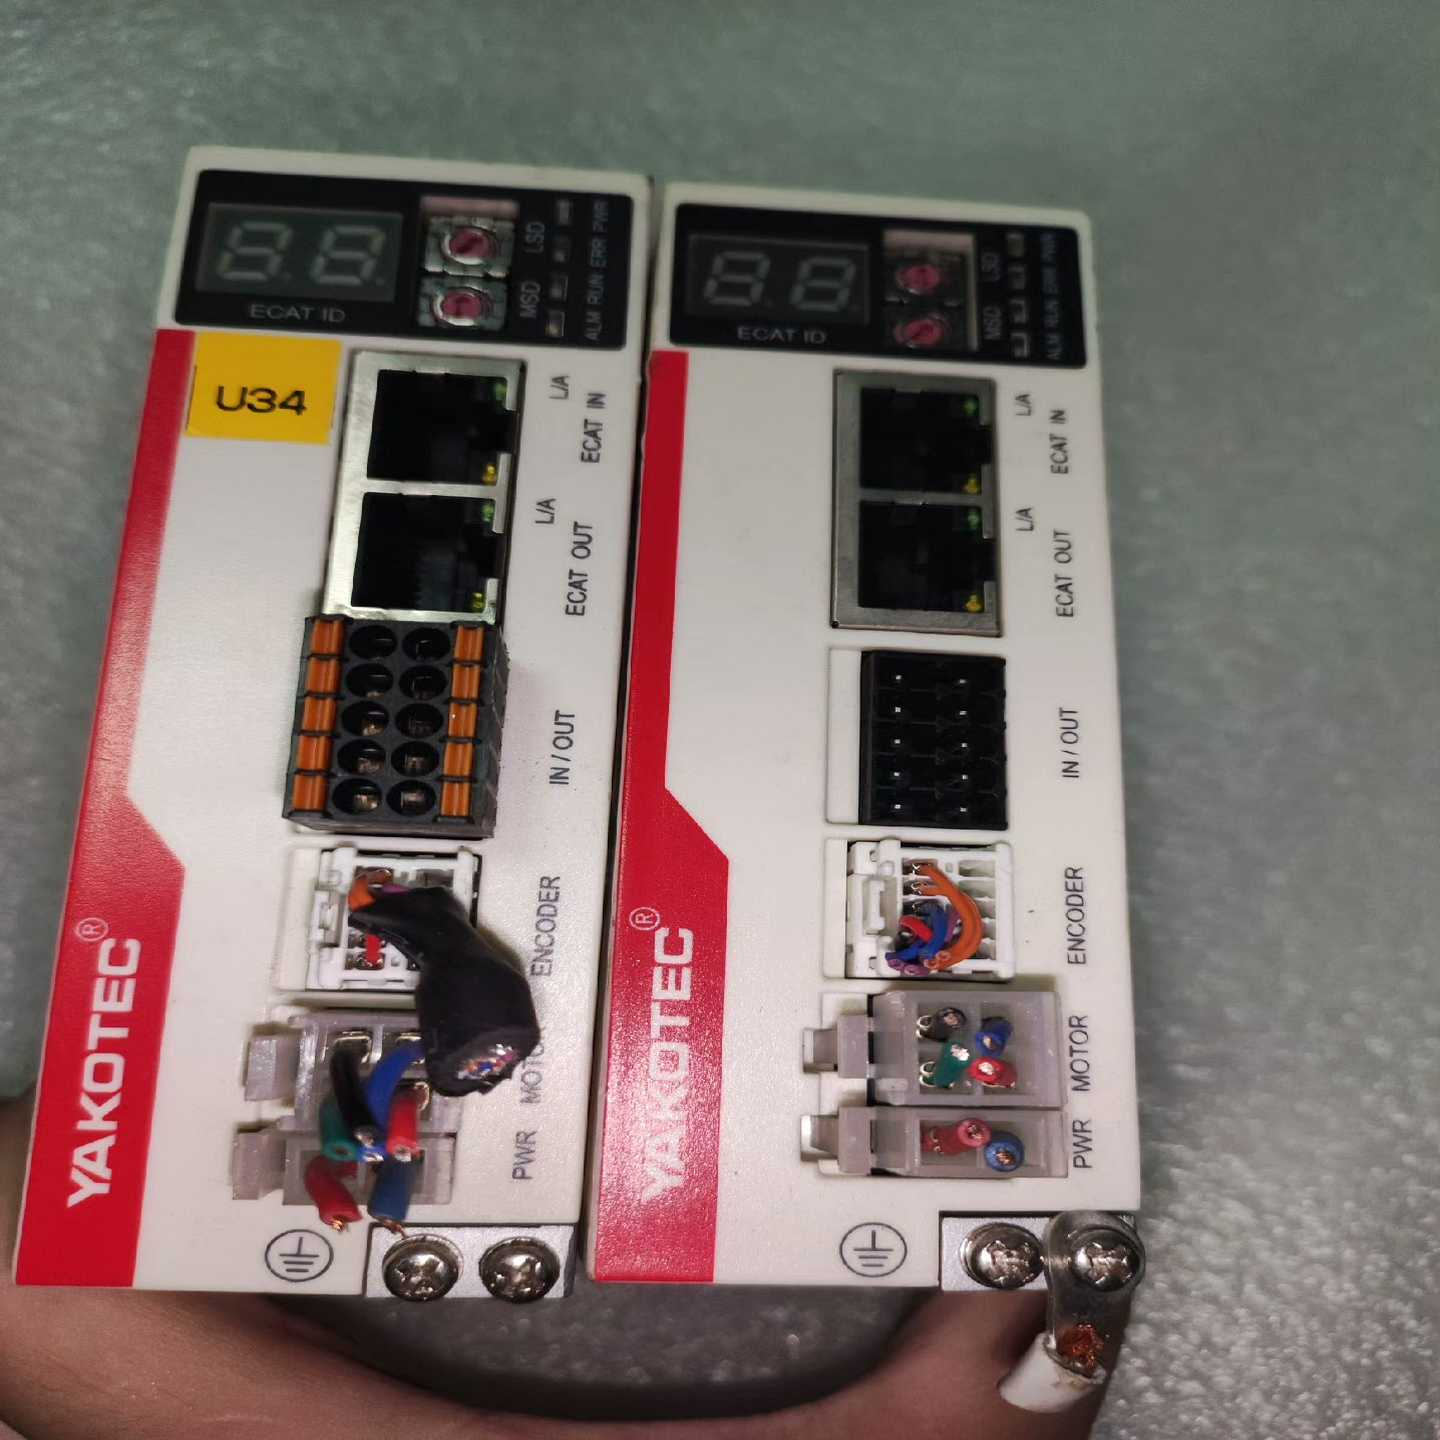 ECAT ID
MSD
LSD
ALM RUN ERR PWR
U34
L/A
ECAT IN
L/A
ECAT OUT
IN / OUT
ENCODER
PWR
YAKOTEC®
ECAT ID
MSD
LSD
ALM RUN ERR PWR
L/A
ECAT IN
L/A
ECAT OUT
IN / OUT
ENCODER
MOTOR
PWR
YAKOTEC®